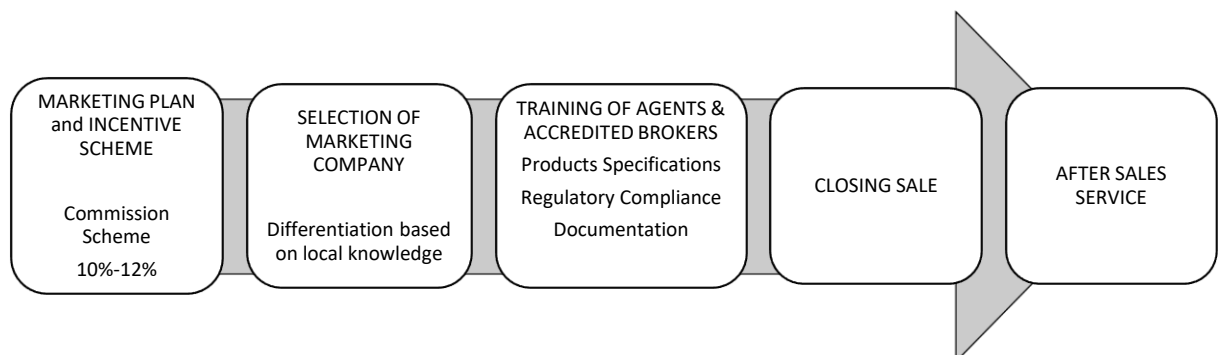 MARKETING PLAN
and INCENTIVE
SCHEME
Commission
Scheme
10%-12%
SELECTION OF
MARKETING
COMPANY
Differentiation based
on local knowledge
TRAINING OF AGENTS &
ACCREDITED BROKERS
Products Specifications
Regulatory Compliance
Documentation
CLOSING SALE
AFTER SALES
SERVICE